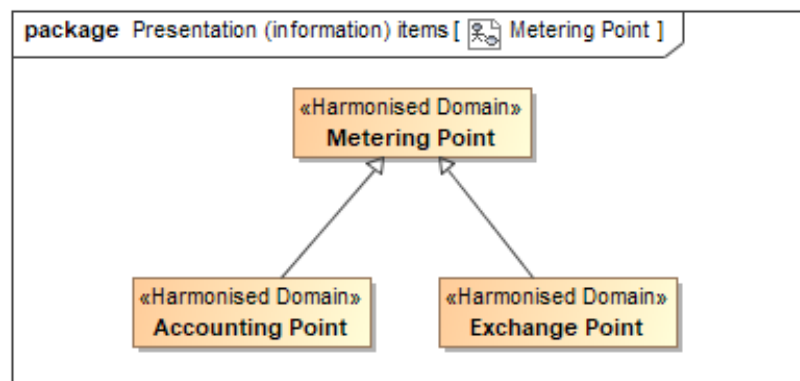 package Presentation (information) items [ Metering Point ]
«Harmonised Domain»
Metering Point
«Harmonised Domain»
Accounting Point
«Harmonised Domain»
Exchange Point